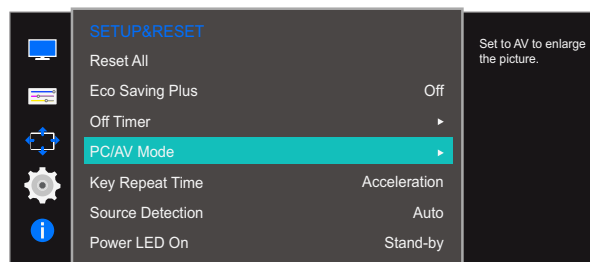 SETUP&RESET
Reset All
Eco Saving Plus Off
Off Timer
PC/AV Mode
Key Repeat Time Acceleration
Source Detection Auto
Power LED On Stand-by
Set to AV to enlarge
the picture.